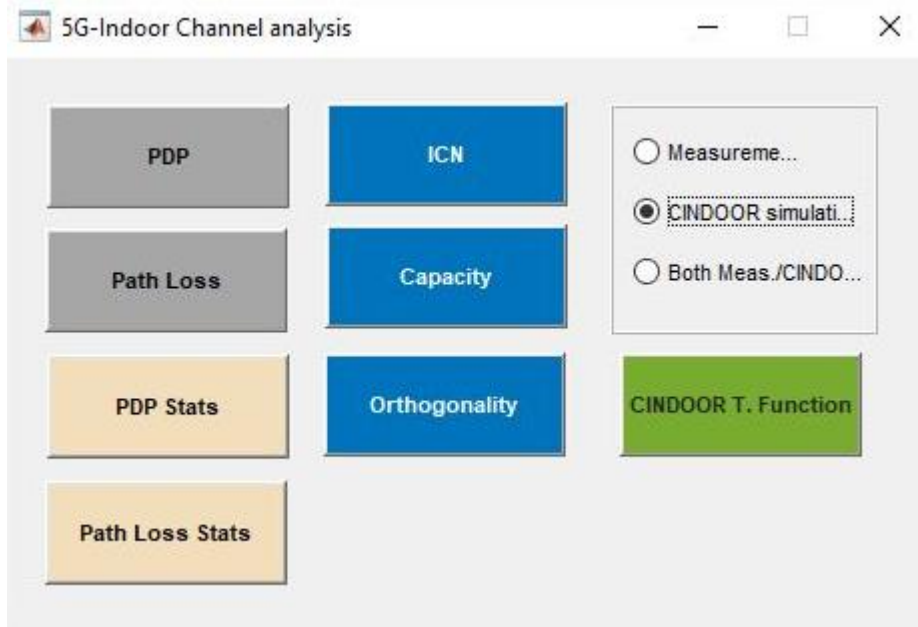 5G-Indoor Channel analysis
PDP
ICN
Measureme...
CINDOOR simulati...
Both Meas./CINDO...
Path Loss
Capacity
PDP Stats
Orthogonality
CINDOOR T. Function
Path Loss Stats